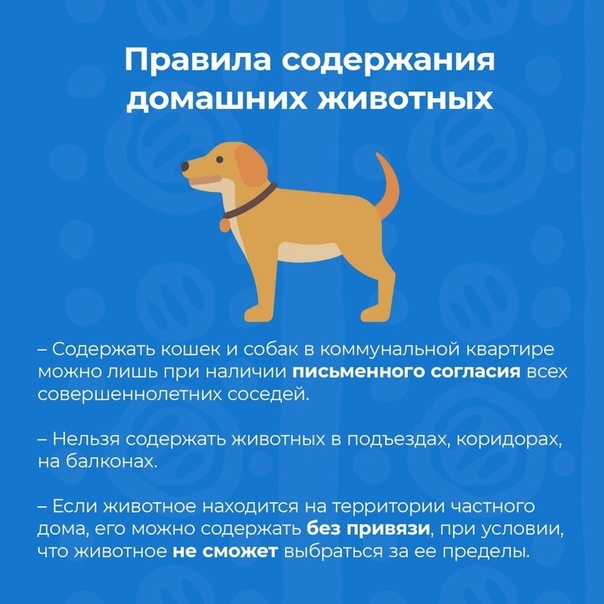 Правила содержания
домашних животных
– Содержать кошек и собак в коммунальной квартире
можно лишь при наличии письменного согласия всех
совершеннолетних соседей.
– Нельзя содержать животных в подъездах, коридорах,
на балконах.
– Если животное находится на территории частного
дома, его можно содержать без привязи, при условии,
что животное не сможет выбраться за ее пределы.